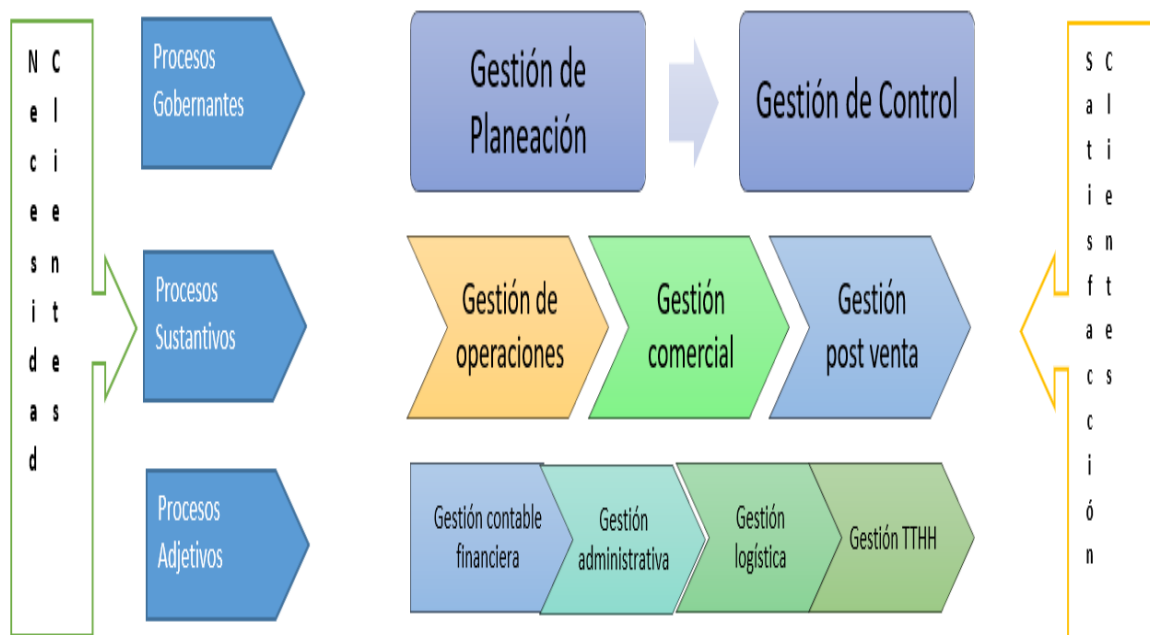 Necesidad
Clientes
Procesos
Gobernantes
Gestión de
Planeación
Gestión de Control
Procesos
Sustantivos
Gestión de
operaciones
Gestión
comercial
Gestión
post venta
Procesos
Adjetivos
Gestión contable
financiera
Gestión
administrativa
Gestión
logística
Gestión TTHH
Satisfacción
Clientes